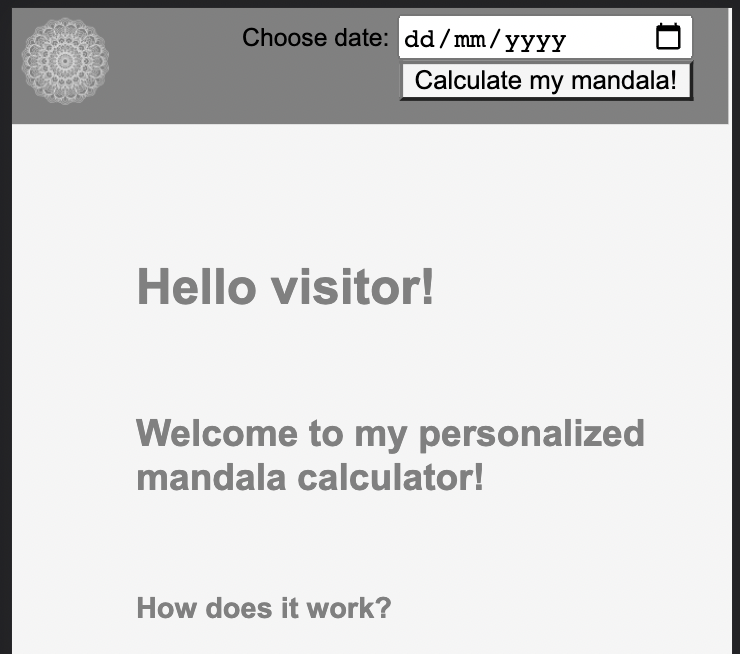 Choose date: dd/mm/yyyy
Calculate my mandala!
Hello visitor!
Welcome to my personalized
mandala calculator!
How does it work?